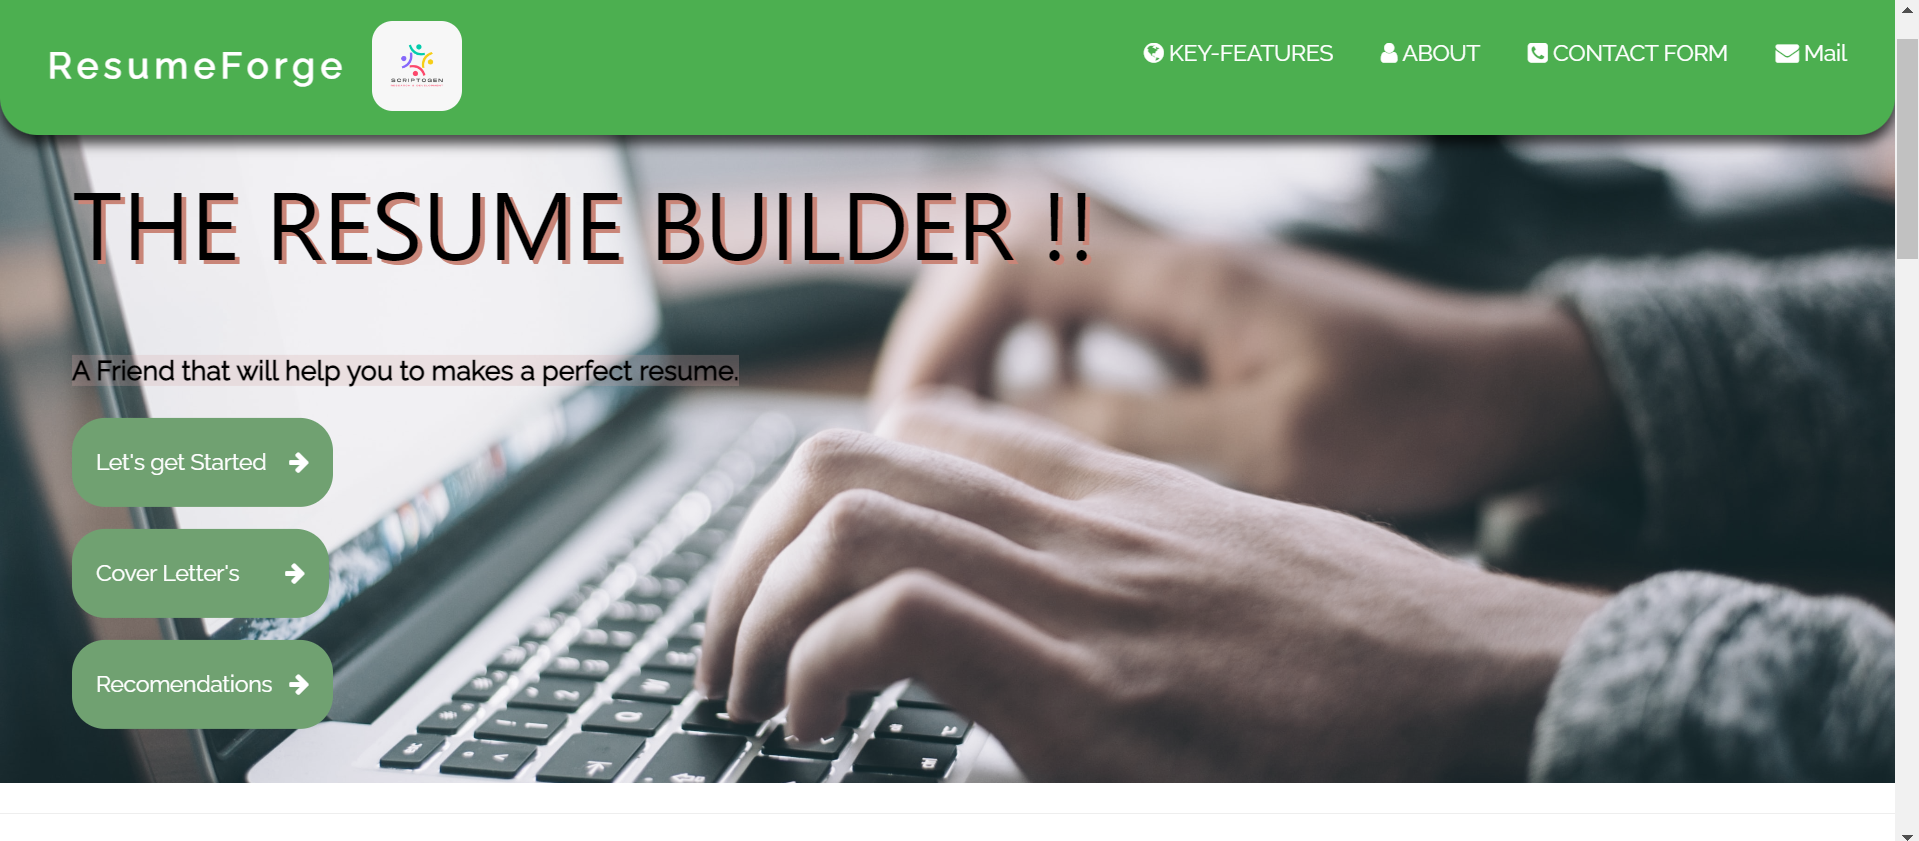 ResumeForge
SCRIPTOGEN
KEY-FEATURES
ABOUT
CONTACT FORM
Mail
THE RESUME BUILDER !!
A Friend that will help you to makes a perfect resume.
Let's get Started
Cover Letter's
Recomendations